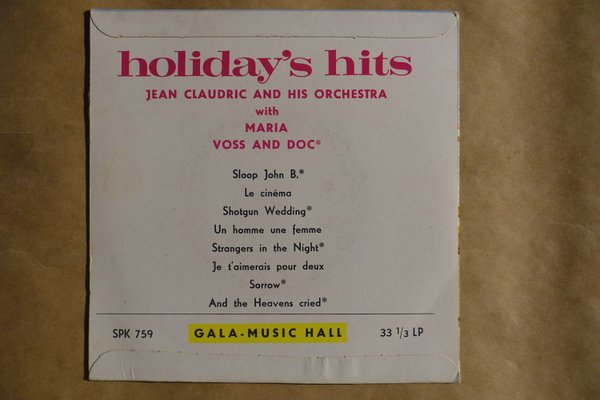 holiday's hits
JEAN CLAUDRIC AND HIS ORCHESTRA
with
MARIA
VOSS AND DOC*
Sloop John B.*
Le cinéma
Shotgun Wedding*
Un homme une femme
Strangers in the Night*
Je t'aimerais pour deux
Sorrow*
And the Heavens cried*
SPK 759 GALA-MUSIC HALL 33 1/3 LP